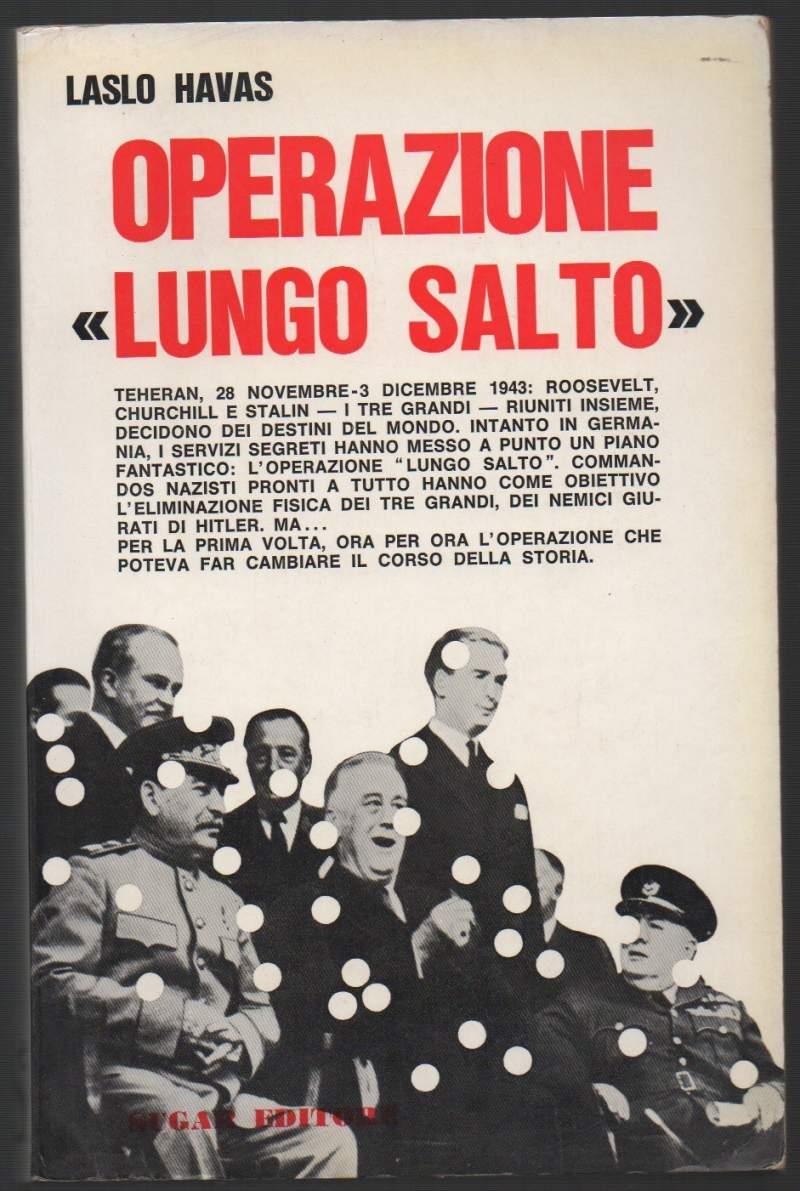 LASLO HAVAS
OPERAZIONE
«LUNGO SALTO»
TEHERAN, 28 NOVEMBRE-3 DICEMBRE 1943: ROOSEVELT,
CHURCHILL E STALIN — I TRE GRANDI — RIUNITI INSIEME,
DECIDONO DEI DESTINI DEL MONDO. INTANTO IN GERMA-
NIA, I SERVIZI SEGRETI HANNO MESSO A PUNTO UN PIANO
FANTASTICO: L'OPERAZIONE "LUNGO SALTO". COMMAN-
DOS NAZISTI PRONTI A TUTTO HANNO COME OBIETTIVO
L'ELIMINAZIONE FISICA DEI TRE GRANDI, DEI NEMICI GIU-
RATI DI HITLER. MA...
PER LA PRIMA VOLTA, ORA PER ORA L'OPERAZIONE CHE
POTEVA FAR CAMBIARE IL CORSO DELLA STORIA.
SUGAR EDITORE